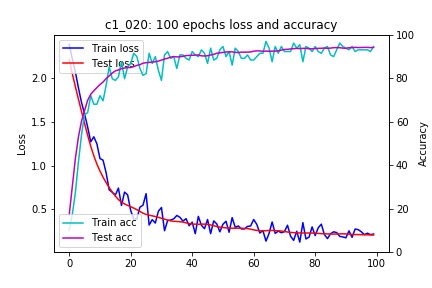 c1_020: 100 epochs loss and accuracy
Train loss
Test loss
Train acc
Test acc
Loss
2.0
1.5
1.0
0.5
Accuracy
100
80
60
40
20
0
0
20
40
60
80
100